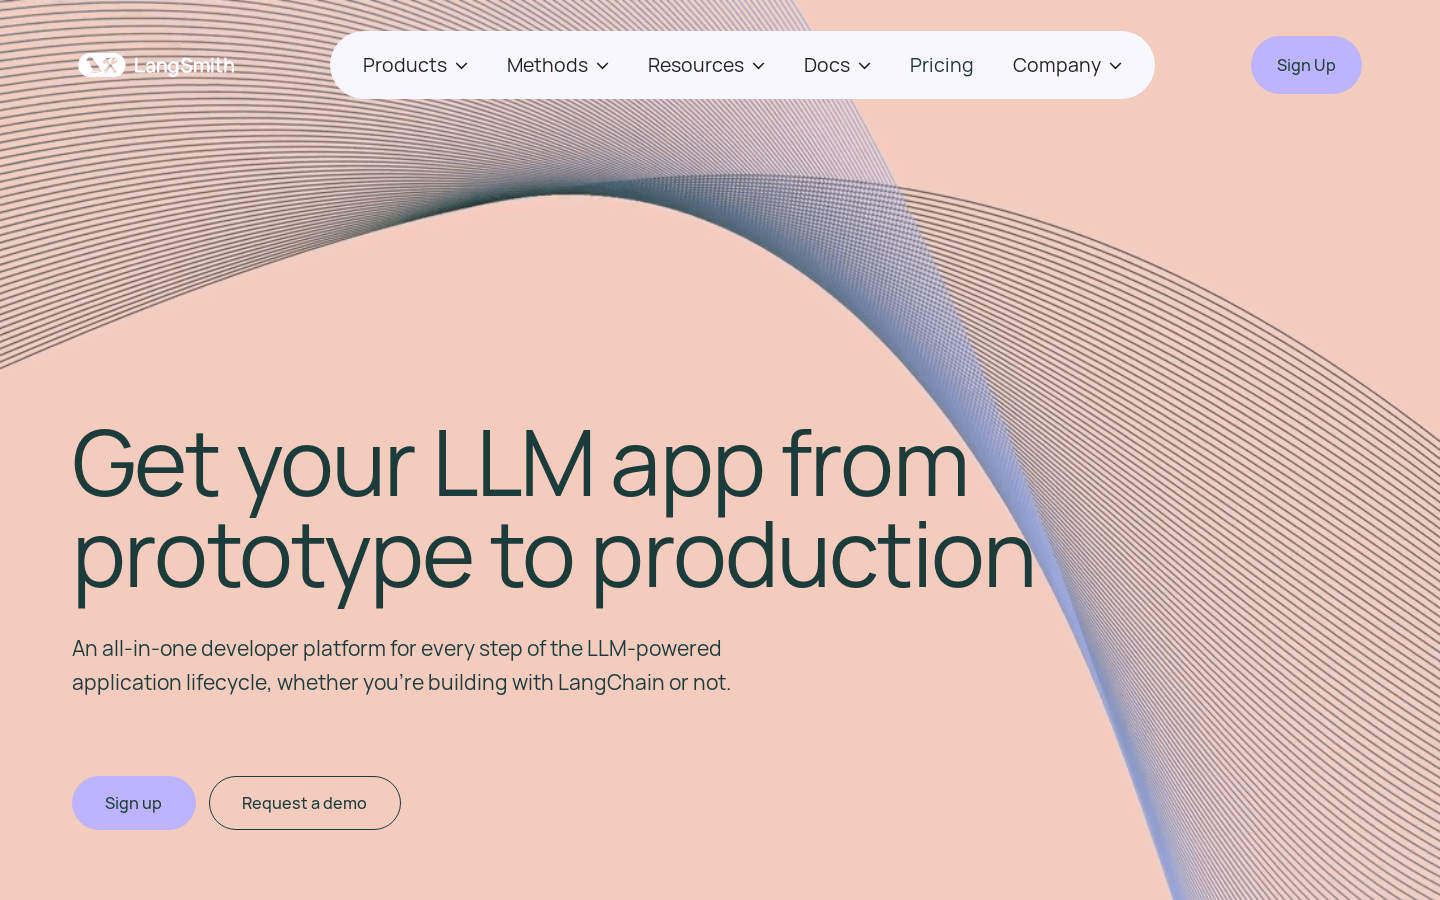 LangSmith
Products
Methods
Resources
Docs
Pricing
Company
Sign Up
Get your LLM app from
prototype to production
An all-in-one developer platform for every step of the LLM-powered
application lifecycle, whether you’re building with LangChain or not.
Sign up
Request a demo